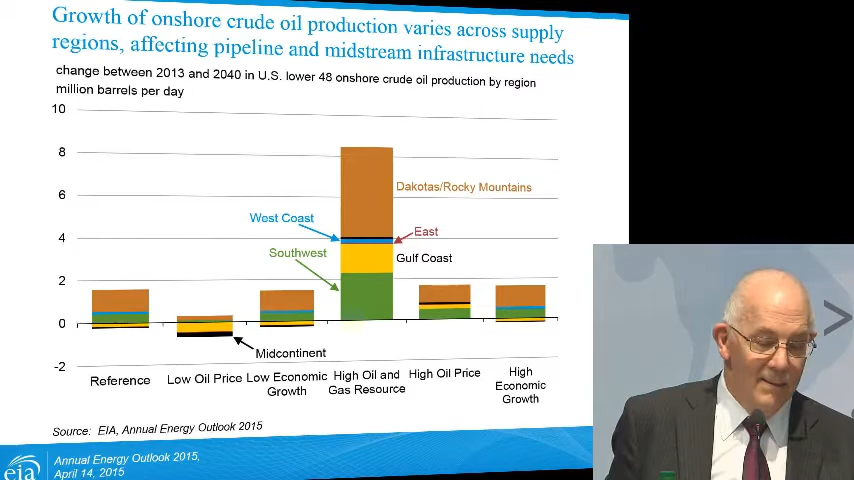 Growth of onshore crude oil production varies across supply
regions, affecting pipeline and midstream infrastructure needs
change between 2013 and 2040 in U.S. lower 48 onshore crude oil production by region
million barrels per day
10
8
6
4
2
0
-2
Dakotas/Rocky Mountains
West Coast
East
Southwest
Gulf Coast
Midcontinent
Reference
Low Oil Price
Low Economic
Growth
High Oil and
Gas Resource
High Oil Price
High
Economic
Growth
Source: EIA, Annual Energy Outlook 2015
eia
Annual Energy Outlook 2015,
April 14, 2015